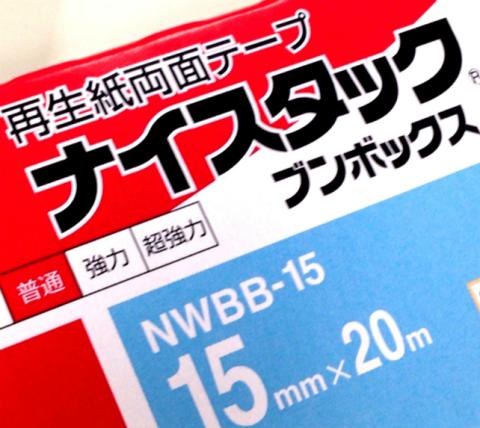 再生紙両面テープ
ナイスタック®
ブンボックス
普通 強力 超強力
NWBB-15
15mm×20m